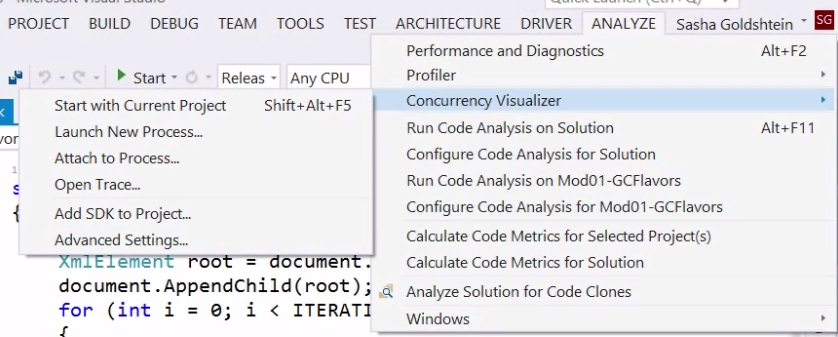 Microsoft Visual Studio
PROJECT BUILD DEBUG TEAM TOOLS TEST ARCHITECTURE DRIVER ANALYZE Sasha Goldshtein SG
Start Releas Any CPU
Performance and Diagnostics Alt+F2
Profiler
Concurrency Visualizer
Run Code Analysis on Solution Alt+F11
Configure Code Analysis for Solution
Run Code Analysis on Mod01-GCFlavors
Configure Code Analysis for Mod01-GCFlavors
Calculate Code Metrics for Selected Project(s)
Calculate Code Metrics for Solution
Analyze Solution for Code Clones
Windows
Start with Current Project Shift+Alt+F5
Launch New Process...
Attach to Process...
Open Trace...
Add SDK to Project...
Advanced Settings...
{
XmlElement root = document.
document.AppendChild(root);
for (int i = 0; i < ITERATI
{